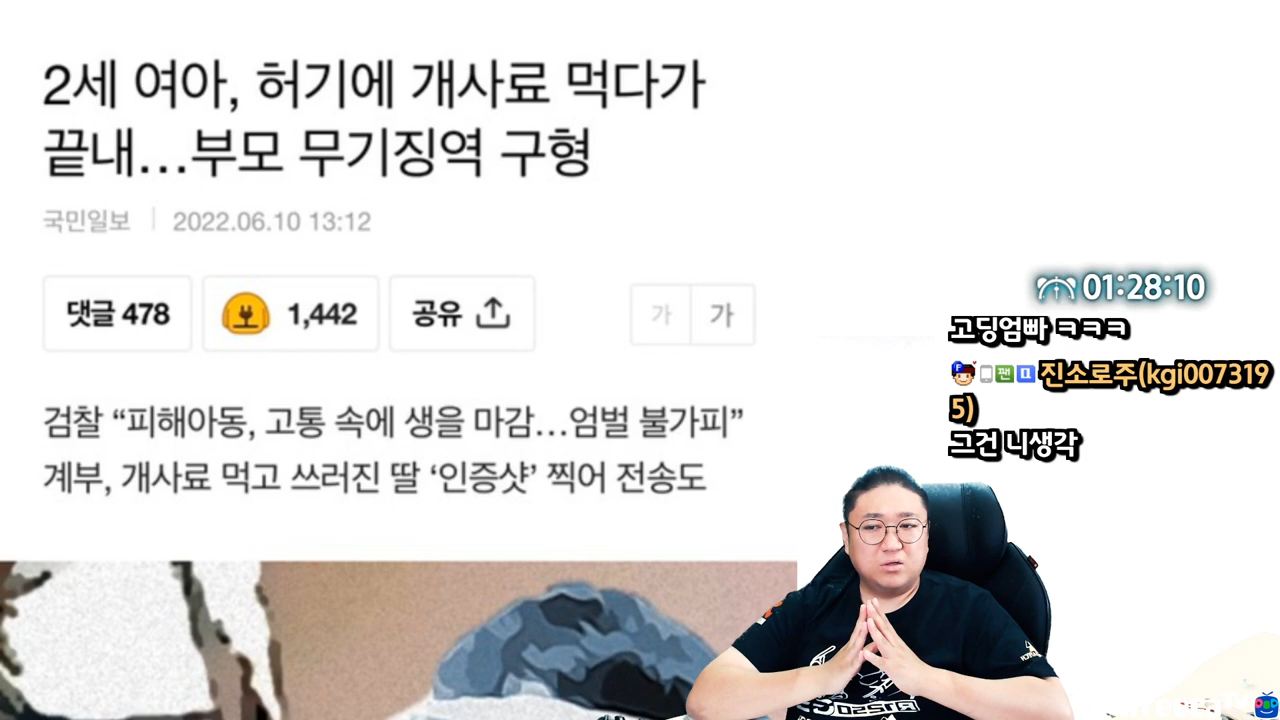 2세 여아, 허기에 개사료 먹다가
끝내…부모 무기징역 구형
국민일보 2022.06.10 13:12
댓글 478
1,442
공유
가 가
검찰 “피해아동, 고통 속에 생을 마감…엄벌 불가피”
계부, 개사료 먹고 쓰러진 딸 ‘인증샷’ 찍어 전송도
01:28:10
고딩엄빠 ㅋㅋㅋ
F 팬 α 진소로주(kgi007319
5)
그건 니생각